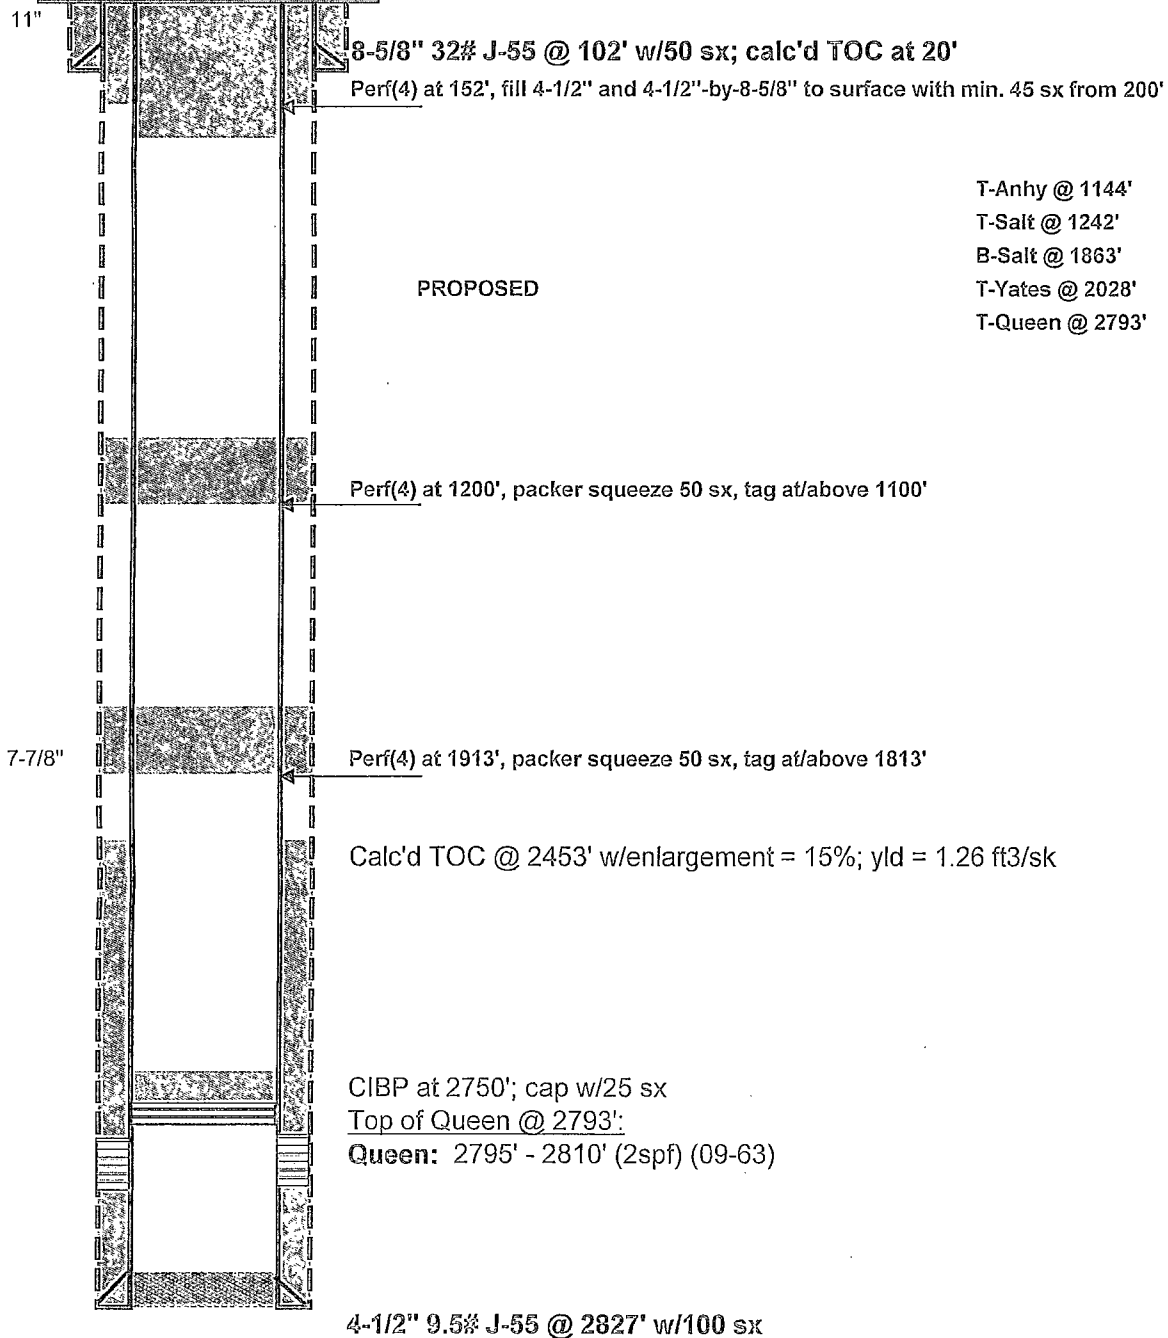 11"
8-5/8" 32# J-55 @ 102' w/50 sx; calc'd TOC at 20'
Perf(4) at 152', fill 4-1/2" and 4-1/2"-by-8-5/8" to surface with min. 45 sx from 200'
T-Anhy @ 1144'
T-Salt @ 1242'
B-Salt @ 1863'
T-Yates @ 2028'
T-Queen @ 2793'
PROPOSED
Perf(4) at 1200', packer squeeze 50 sx, tag at/above 1100'
7-7/8"
Perf(4) at 1913', packer squeeze 50 sx, tag at/above 1813'
Calc'd TOC @ 2453' w/enlargement = 15%; yld = 1.26 ft3/sk
CIBP at 2750'; cap w/25 sx
Top of Queen @ 2793':
Queen: 2795' - 2810' (2spf) (09-63)
4-1/2" 9.5# J-55 @ 2827' w/100 sx